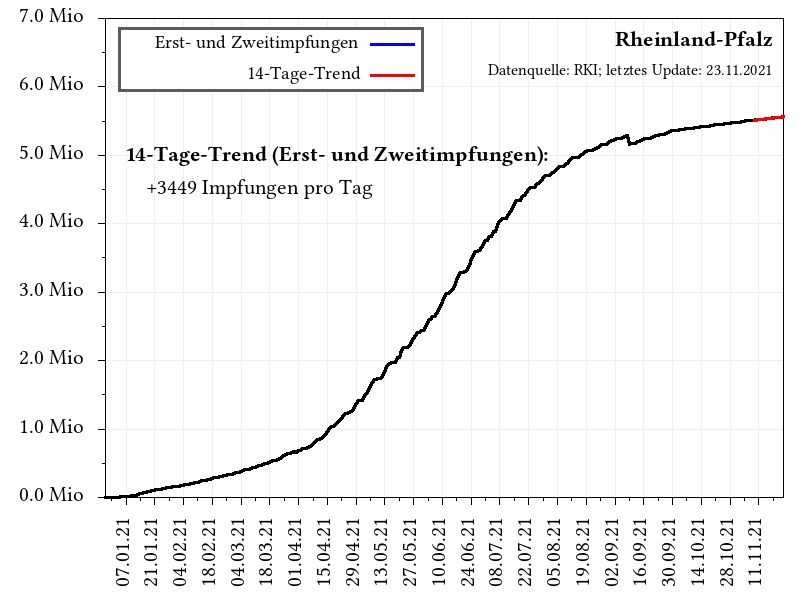 7.0 Mio
6.0 Mio
5.0 Mio
4.0 Mio
3.0 Mio
2.0 Mio
1.0 Mio
0.0 Mio
Erst- und Zweitimpfungen
14-Tage-Trend
Rheinland-Pfalz
Datenquelle: RKI; letztes Update: 23.11.2021
14-Tage-Trend (Erst- und Zweitimpfungen):
+3449 Impfungen pro Tag
07.01.21
21.01.21
04.02.21
18.02.21
04.03.21
18.03.21
01.04.21
15.04.21
29.04.21
13.05.21
27.05.21
10.06.21
24.06.21
08.07.21
22.07.21
05.08.21
19.08.21
02.09.21
16.09.21
30.09.21
14.10.21
28.10.21
11.11.21